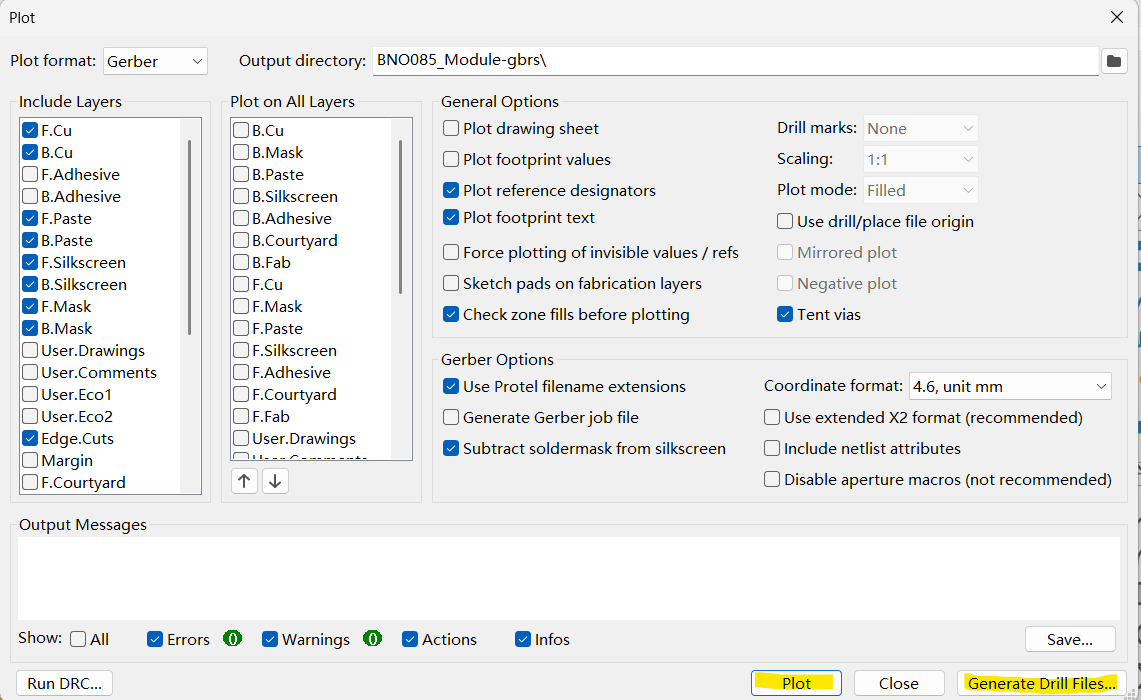 Plot
Plot format: Gerber
Output directory: BNO085_Module-gbrs\
Include Layers
F.Cu
B.Cu
F.Adhesive
B.Adhesive
F.Paste
B.Paste
F.Silkscreen
B.Silkscreen
F.Mask
B.Mask
User.Drawings
User.Comments
User.Eco1
User.Eco2
Edge.Cuts
Margin
F.Courtyard
Plot on All Layers
B.Cu
B.Mask
B.Paste
B.Silkscreen
B.Adhesive
B.Courtyard
B.Fab
F.Cu
F.Mask
F.Paste
F.Silkscreen
F.Adhesive
F.Courtyard
F.Fab
User.Drawings
User.Comments
General Options
Plot drawing sheet
Plot footprint values
Plot reference designators
Plot footprint text
Force plotting of invisible values / refs
Sketch pads on fabrication layers
Check zone fills before plotting
Drill marks: None
Scaling: 1:1
Plot mode: Filled
Use drill/place file origin
Mirrored plot
Negative plot
Tent vias
Gerber Options
Use Protel filename extensions
Generate Gerber job file
Subtract soldermask from silkscreen
Coordinate format: 4.6, unit mm
Use extended X2 format (recommended)
Include netlist attributes
Disable aperture macros (not recommended)
Output Messages
Show: All Errors 0 Warnings 0 Actions Infos Save...
Run DRC... Plot Close Generate Drill Files...